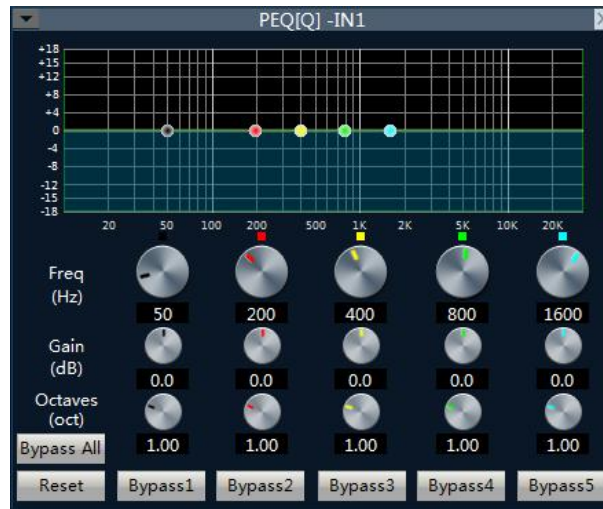 PEQ[Q] -IN1
+18
+15
+12
+8
+4
0
-4
-8
-12
-15
-18
20 50 100 200 500 1K 2K 5K 10K 20K
Freq
(Hz)
50 200 400 800 1600
Gain
(dB)
0.0 0.0 0.0 0.0 0.0
Octaves
(oct)
1.00 1.00 1.00 1.00 1.00
Bypass All
Reset Bypass1 Bypass2 Bypass3 Bypass4 Bypass5